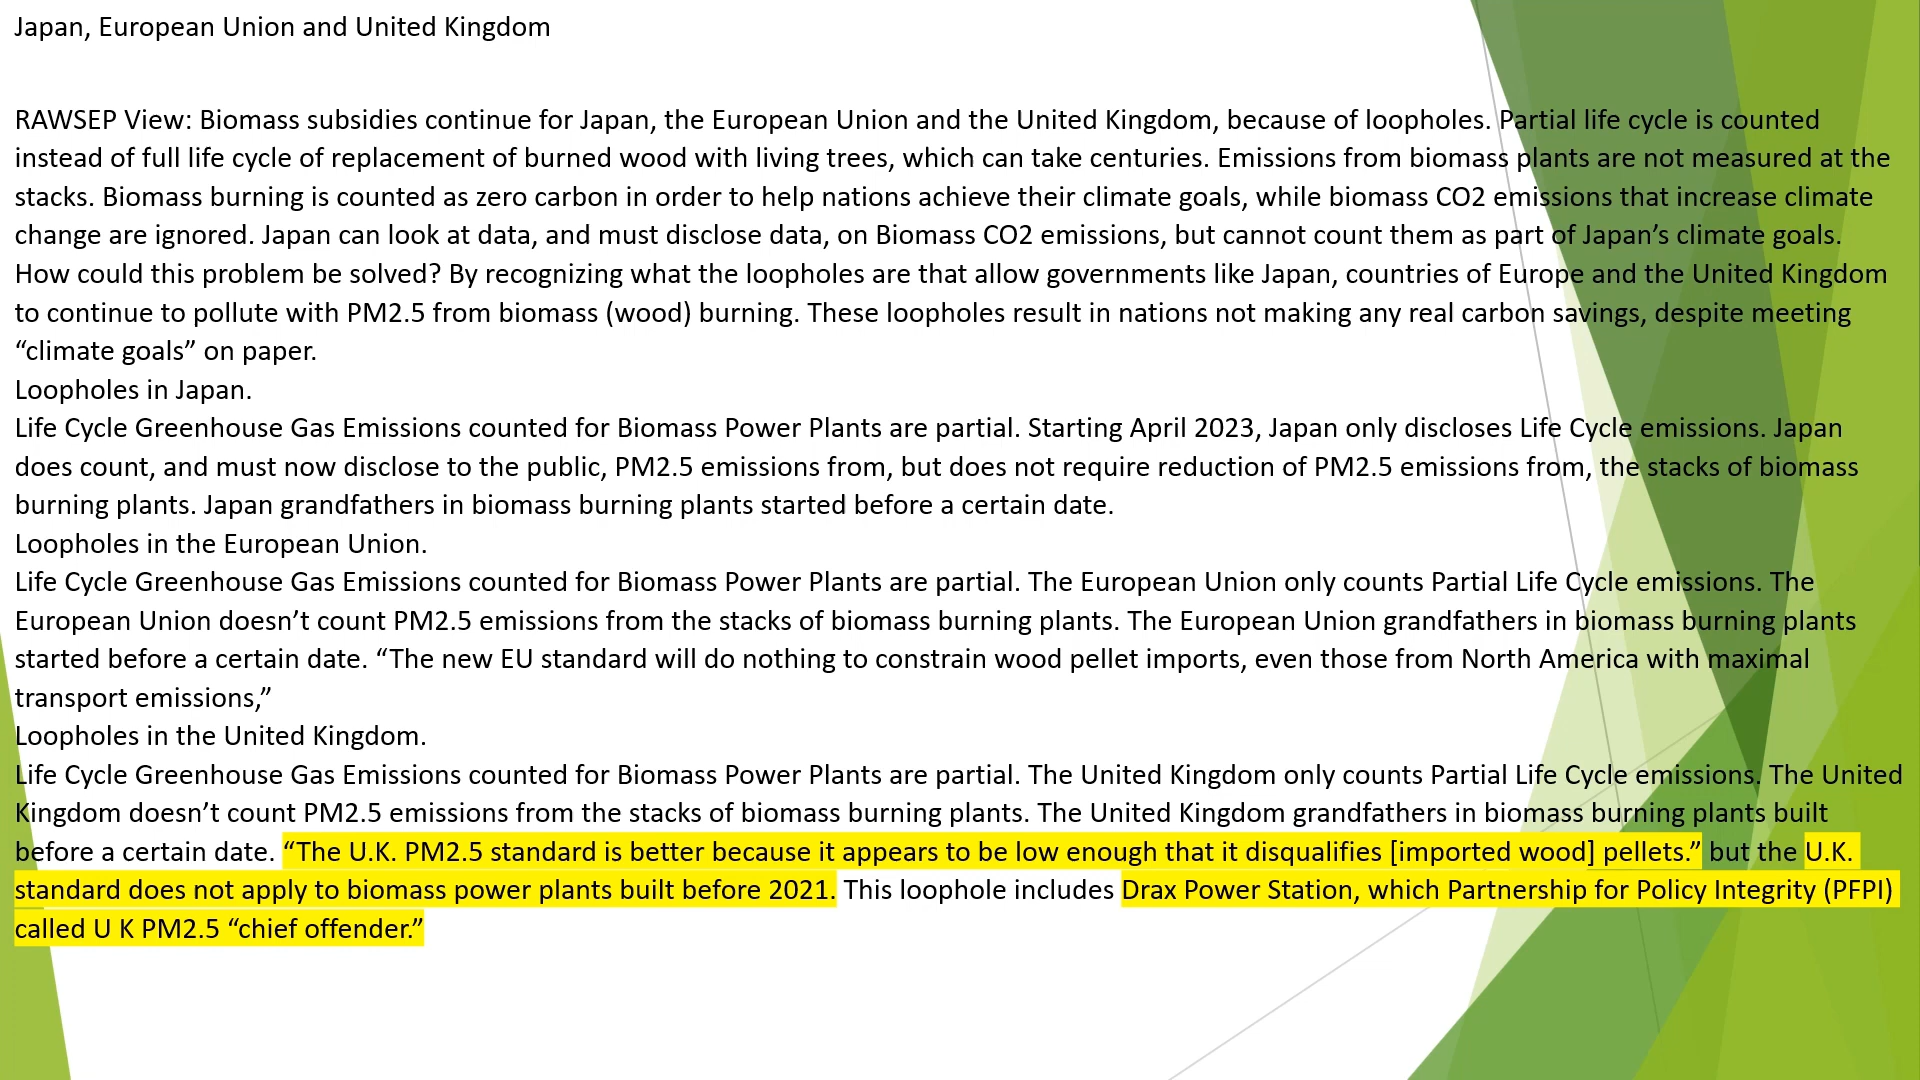 Japan, European Union and United Kingdom
RAWSEP View: Biomass subsidies continue for Japan, the European Union and the United Kingdom, because of loopholes. Partial life cycle is counted
instead of full life cycle of replacement of burned wood with living trees, which can take centuries. Emissions from biomass plants are not measured at the
stacks. Biomass burning is counted as zero carbon in order to help nations achieve their climate goals, while biomass CO2 emissions that increase climate
change are ignored. Japan can look at data, and must disclose data, on Biomass CO2 emissions, but cannot count them as part of Japan’s climate goals.
How could this problem be solved? By recognizing what the loopholes are that allow governments like Japan, countries of Europe and the United Kingdom
to continue to pollute with PM2.5 from biomass (wood) burning. These loopholes result in nations not making any real carbon savings, despite meeting
“climate goals” on paper.
Loopholes in Japan.
Life Cycle Greenhouse Gas Emissions counted for Biomass Power Plants are partial. Starting April 2023, Japan only discloses Life Cycle emissions. Japan
does count, and must now disclose to the public, PM2.5 emissions from, but does not require reduction of PM2.5 emissions from, the stacks of biomass
burning plants. Japan grandfathers in biomass burning plants started before a certain date.
Loopholes in the European Union.
Life Cycle Greenhouse Gas Emissions counted for Biomass Power Plants are partial. The European Union only counts Partial Life Cycle emissions. The
European Union doesn’t count PM2.5 emissions from the stacks of biomass burning plants. The European Union grandfathers in biomass burning plants
started before a certain date. “The new EU standard will do nothing to constrain wood pellet imports, even those from North America with maximal
transport emissions,”
Loopholes in the United Kingdom.
Life Cycle Greenhouse Gas Emissions counted for Biomass Power Plants are partial. The United Kingdom only counts Partial Life Cycle emissions. The United
Kingdom doesn’t count PM2.5 emissions from the stacks of biomass burning plants. The United Kingdom grandfathers in biomass burning plants built
before a certain date. “The U.K. PM2.5 standard is better because it appears to be low enough that it disqualifies [imported wood] pellets.” but the U.K.
standard does not apply to biomass power plants built before 2021. This loophole includes Drax Power Station, which Partnership for Policy Integrity (PFPI)
called U K PM2.5 “chief offender.”